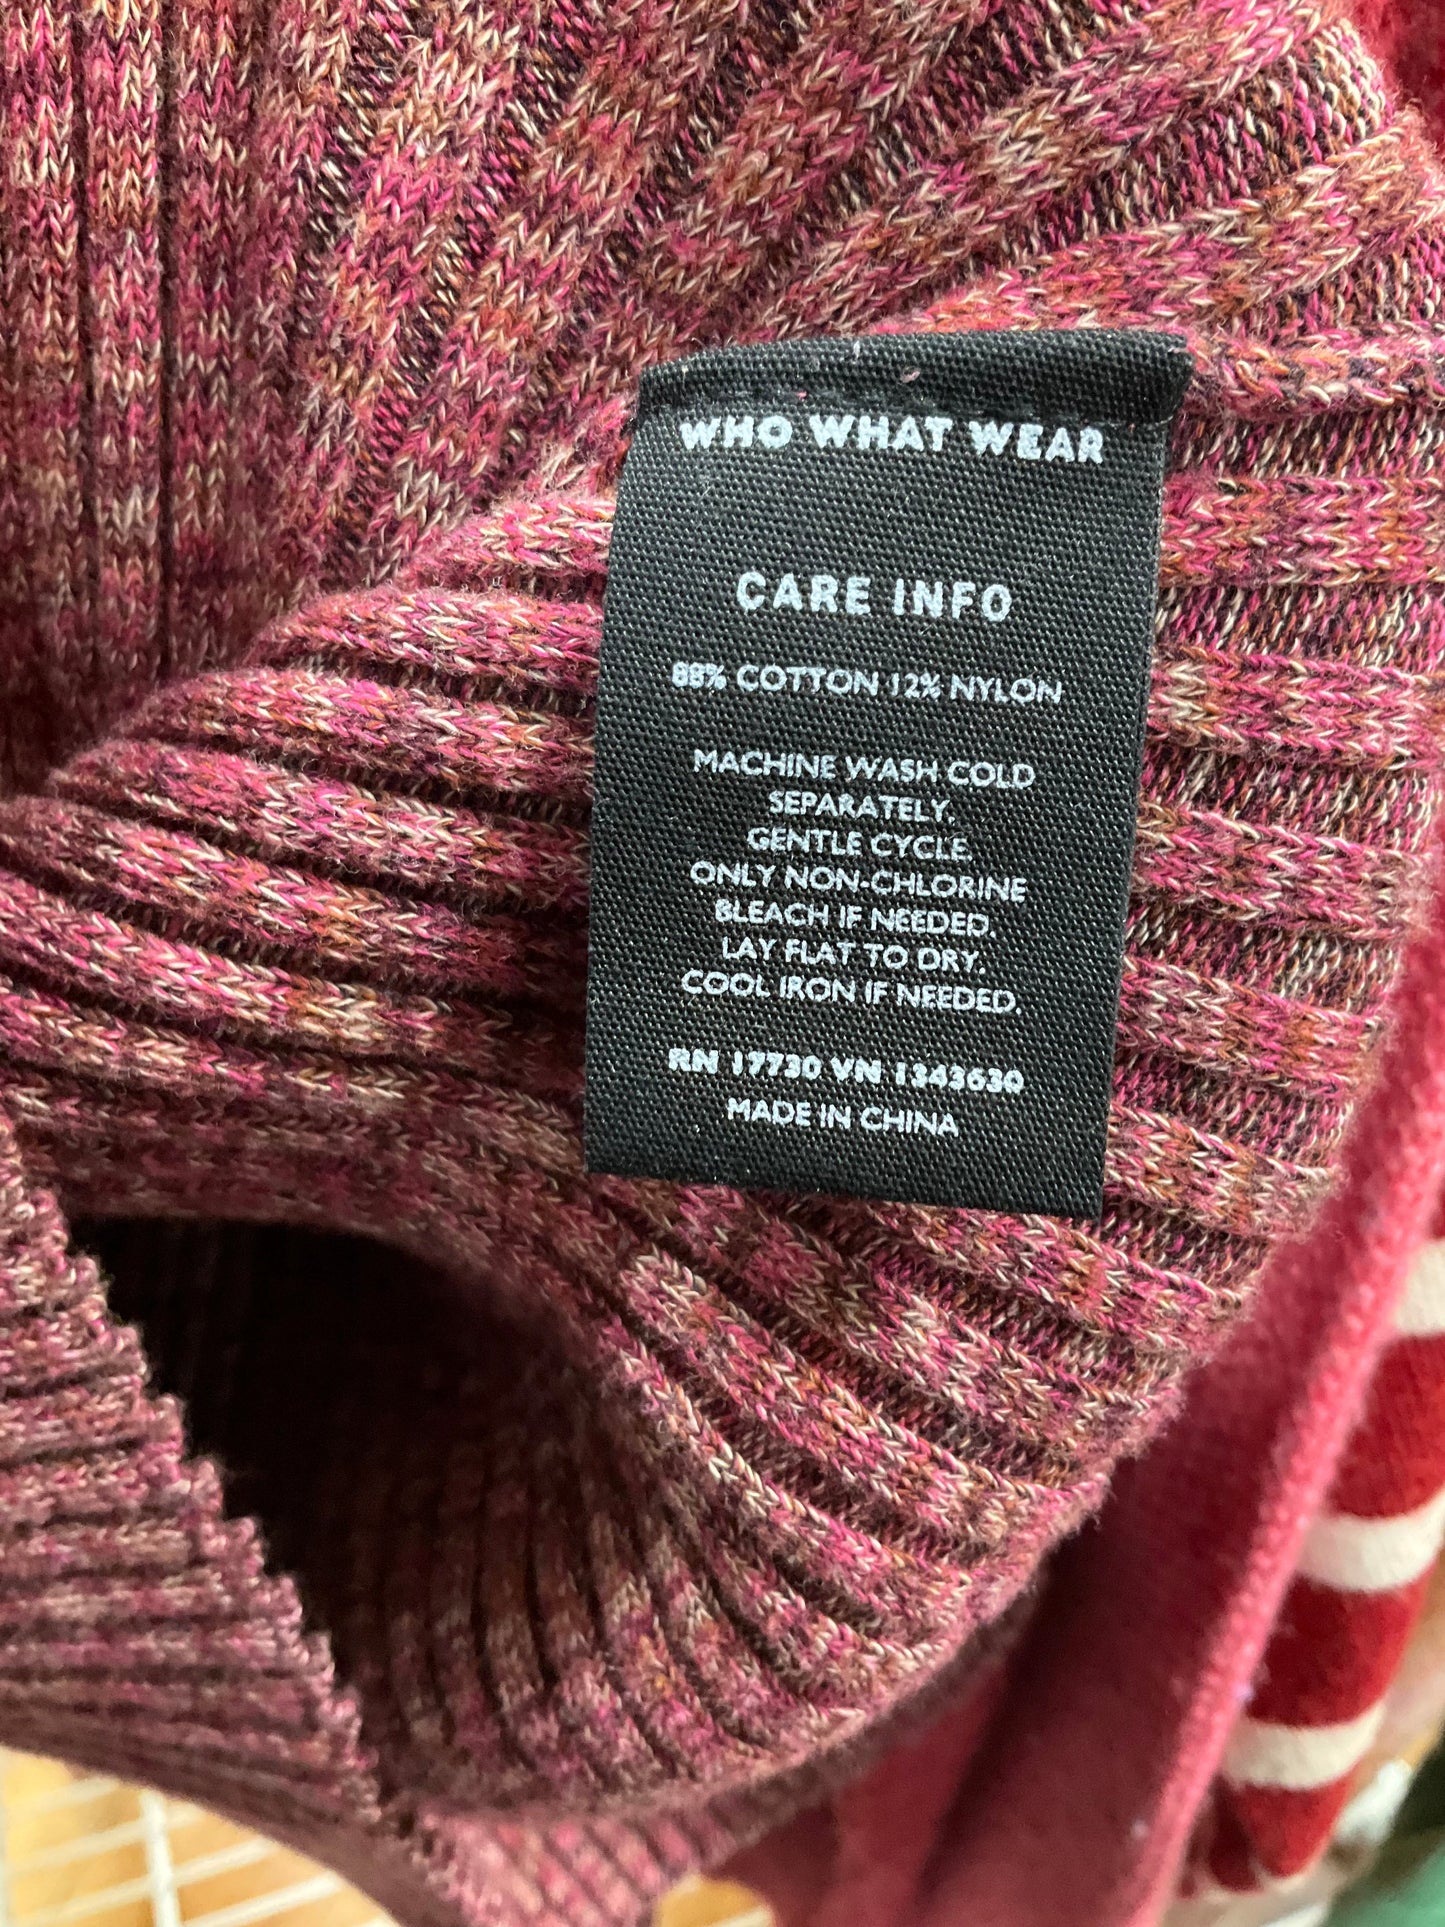 WHO WHAT WEAR
CARE INFO
88% COTTON 12% NYLON
MACHINE WASH COLD
SEPARATELY.
GENTLE CYCLE.
ONLY NON-CHLORINE
BLEACH IF NEEDED.
LAY FLAT TO DRY.
COOL IRON IF NEEDED.
RN 17730 VN 1343630
MADE IN CHINA